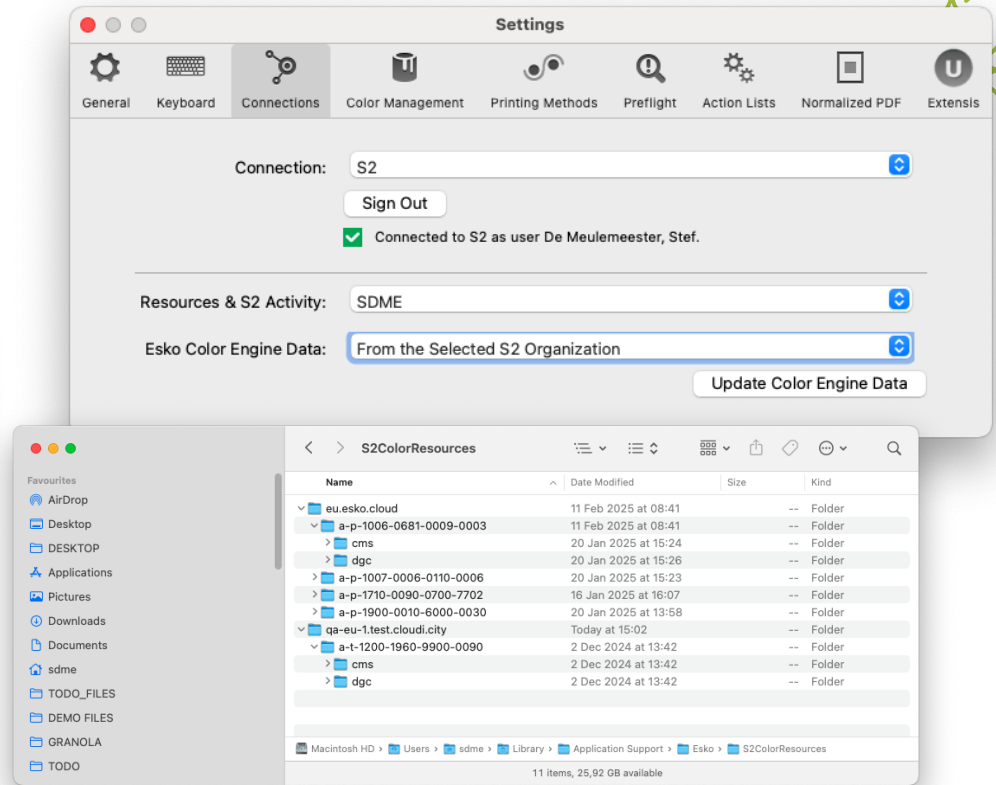 Settings
General Keyboard Connections Color Management Printing Methods Preflight Action Lists Normalized PDF Extensis
U
Connection: S2
Sign Out
Connected to S2 as user De Meulemeester, Stef.
Resources & S2 Activity: SDME
Esko Color Engine Data: From the Selected S2 Organization
Update Color Engine Data
Favourites
AirDrop
Desktop
DESKTOP
Applications
Pictures
Downloads
Documents
sdme
TODO_FILES
DEMO FILES
GRANOLA
TODO
S2ColorResources
Name Date Modified Size Kind
eu.esko.cloud 11 Feb 2025 at 08:41 -- Folder
a-p-1006-0681-0009-0003 11 Feb 2025 at 08:41 -- Folder
cms 20 Jan 2025 at 15:24 -- Folder
dgc 20 Jan 2025 at 15:26 -- Folder
a-p-1007-0006-0110-0006 20 Jan 2025 at 15:23 -- Folder
a-p-1710-0090-0700-7702 16 Jan 2025 at 16:07 -- Folder
a-p-1900-0010-6000-0030 20 Jan 2025 at 13:58 -- Folder
qa-eu-1.test.cloudi.city Today at 15:02 -- Folder
a-t-1200-1960-9900-0090 2 Dec 2024 at 13:42 -- Folder
cms 2 Dec 2024 at 13:42 -- Folder
dgc 2 Dec 2024 at 13:42 -- Folder
Macintosh HD › Users › sdme › Library › Application Support › Esko › S2ColorResources
11 items, 25,92 GB available